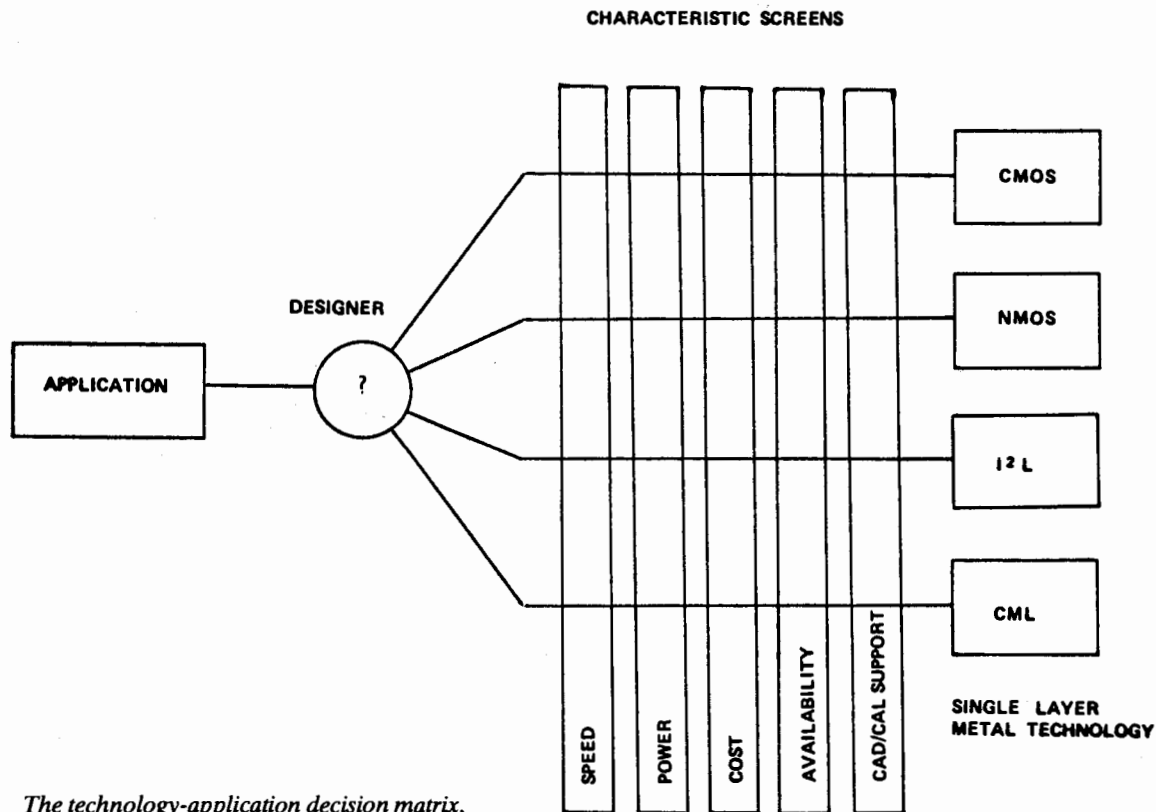 CHARACTERISTIC SCREENS
CMOS
DESIGNER
NMOS
APPLICATION
?
I²L
CML
SPEED
POWER
COST
AVAILABILITY
CAD/CAL SUPPORT
SINGLE LAYER
METAL TECHNOLOGY
The technology-application decision matrix.